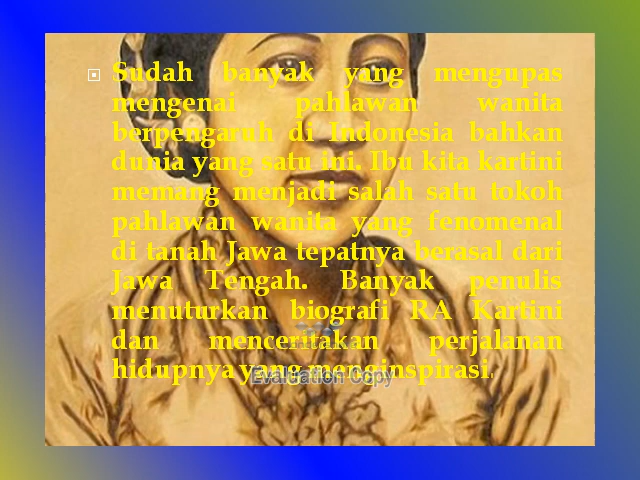 Sudah banyak yang mengupas
mengenai pahlawan wanita
berpengaruh di Indonesia bahkan
dunia yang satu ini. Ibu kita kartini
memang menjadi salah satu tokoh
pahlawan wanita yang fenomenal
di tanah Jawa tepatnya berasal dari
Jawa Tengah. Banyak penulis
menuturkan biografi RA Kartini
dan menceritakan perjalanan
hidupnya yang menginspirasi.
Evaluation Copy